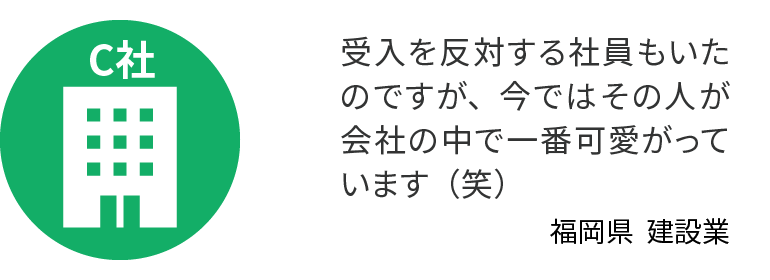 C社
受入を反対する社員もいた
のですが、今ではその人が
会社の中で一番可愛がって
います（笑）
福岡県 建設業